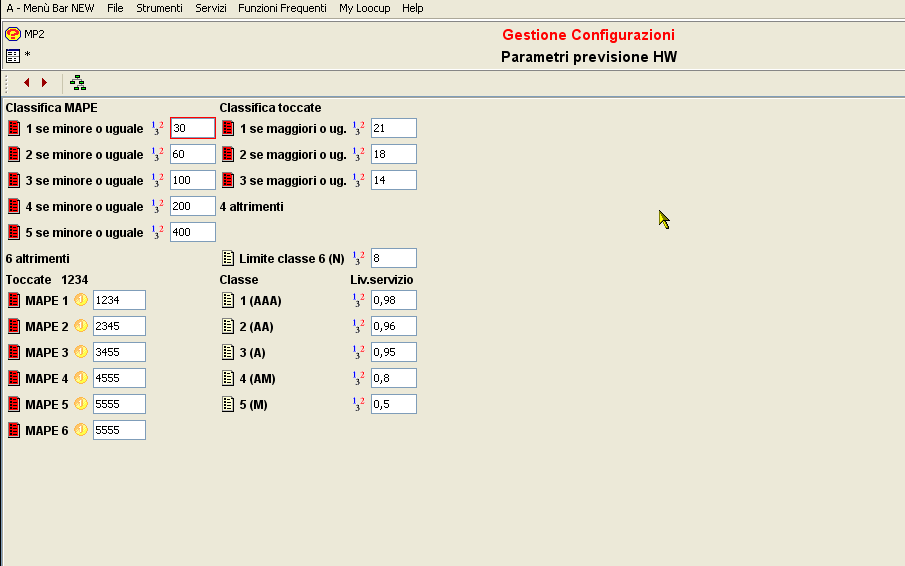 A - Menù Bar NEW File Strumenti Servizi Funzioni Frequenti My Loocup Help
MP2 Gestione Configurazioni
* Parametri previsione HW
Classifica MAPE Classifica toccate
1 se minore o uguale 30 1 se maggiori o ug. 21
2 se minore o uguale 60 2 se maggiori o ug. 18
3 se minore o uguale 100 3 se maggiori o ug. 14
4 se minore o uguale 200 4 altrimenti
5 se minore o uguale 400
6 altrimenti Limite classe 6 (N) 8
Toccate 1234 Classe Liv.servizio
MAPE 1 1234 1 (AAA) 0,98
MAPE 2 2345 2 (AA) 0,96
MAPE 3 3455 3 (A) 0,95
MAPE 4 4555 4 (AM) 0,8
MAPE 5 5555 5 (M) 0,5
MAPE 6 5555